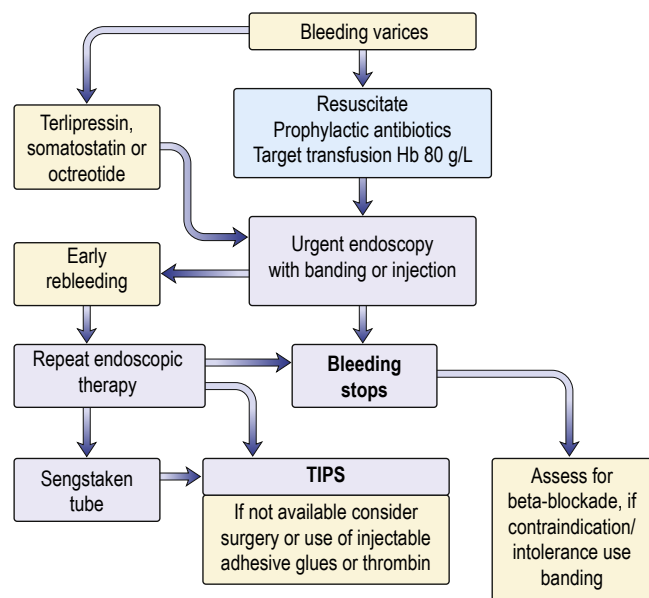 Bleeding varices
Terlipressin,
somatostatin or
octreotide
Resuscitate
Prophylactic antibiotics
Target transfusion Hb 80 g/L
Early
rebleeding
Urgent endoscopy
with banding or injection
Repeat endoscopic
therapy
Bleeding
stops
Sengstaken
tube
TIPS
If not available consider
surgery or use of injectable
adhesive glues or thrombin
Assess for
beta-blockade, if
contraindication/
intolerance use
banding